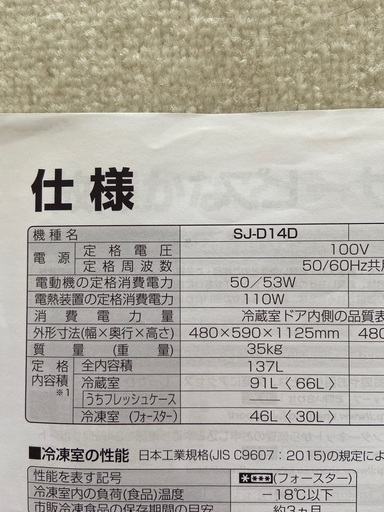 仕様
機種名 SJ-D14D
電源 定格電圧 100V
定格周波数 50/60Hz共
電動機の定格消費電力 50/53W
電熱装置の定格消費電力 110W
消費電力量 冷蔵室ドア内側の品質表
外形寸法(幅×奥行×高さ) 480×590×1125mm 480
質量(重量) 35kg
定格内容積※1 全内容積 137L
冷蔵室 91L〈66L〉
うちフレッシュケース
冷凍室(フォースター) 46L〈30L〉
■冷凍室の性能 日本工業規格(JIS C9607：2015)の規定によ
性能を表す記号 (フォースター)
冷凍室内の負荷(食品)温度 −18℃以下
市販冷凍食品の保存期間の目安 約3ヵ月